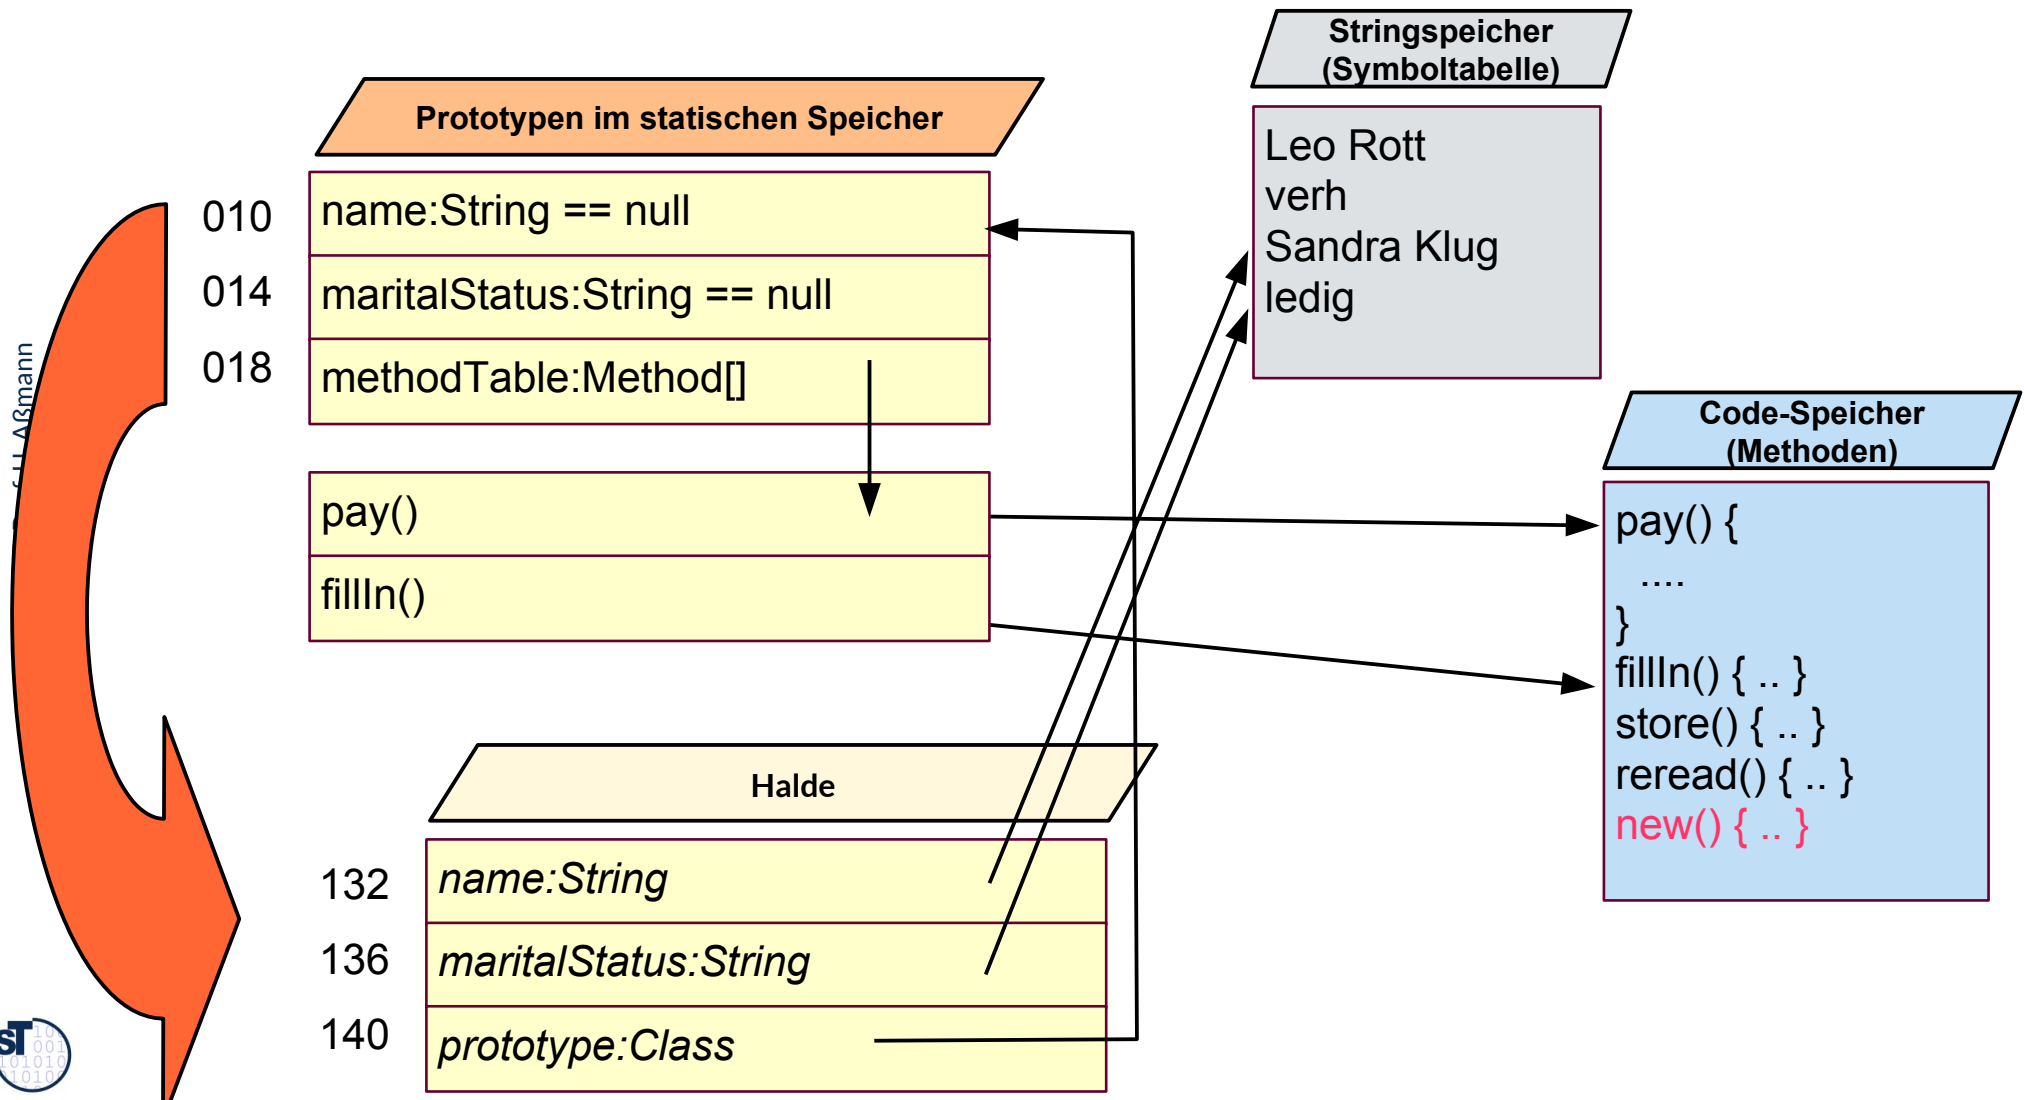 Stringspeicher
(Symboltabelle)
Leo Rott
verh
Sandra Klug
ledig
Prototypen im statischen Speicher
010 name:String == null
014 maritalStatus:String == null
018 methodTable:Method[]
pay()
fillIn()
Code-Speicher
(Methoden)
pay() {
....
}
fillIn() { .. }
store() { .. }
reread() { .. }
new() { .. }
Halde
132 name:String
136 maritalStatus:String
140 prototype:Class
Aßmann
sT